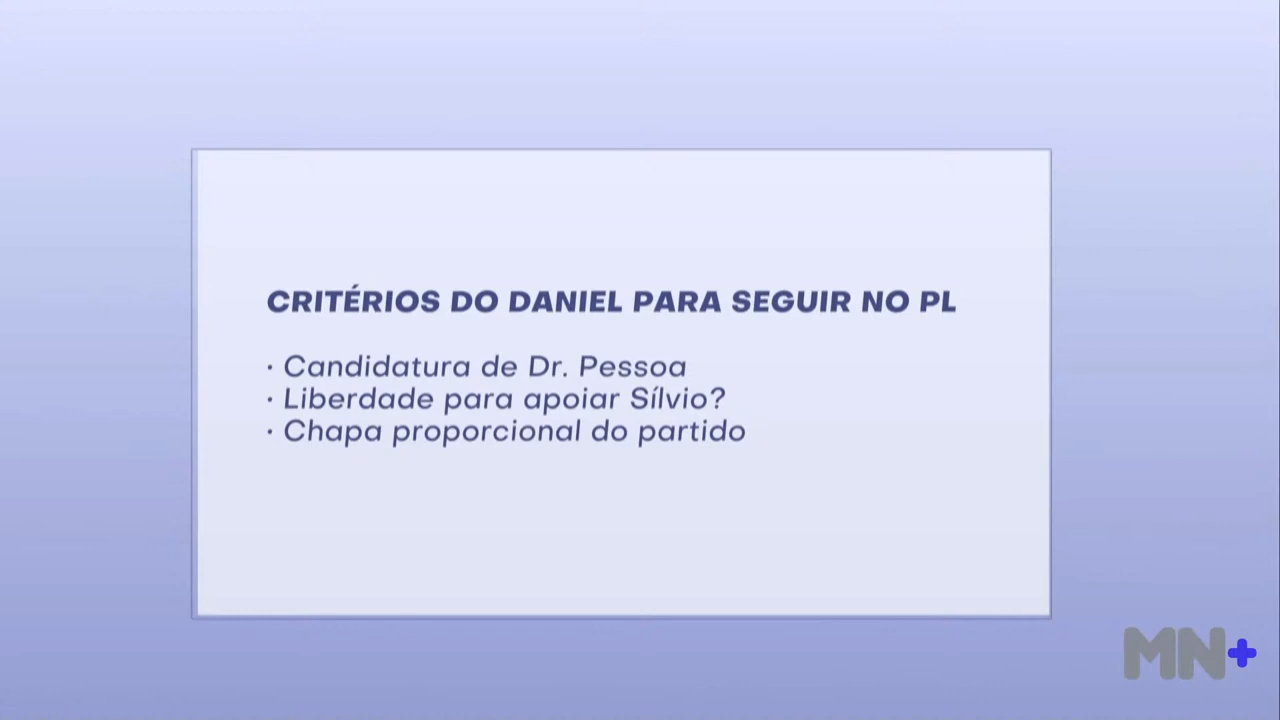 CRITÉRIOS DO DANIEL PARA SEGUIR NO PL
· Candidatura de Dr. Pessoa
· Liberdade para apoiar Sílvio?
· Chapa proporcional do partido
MN+